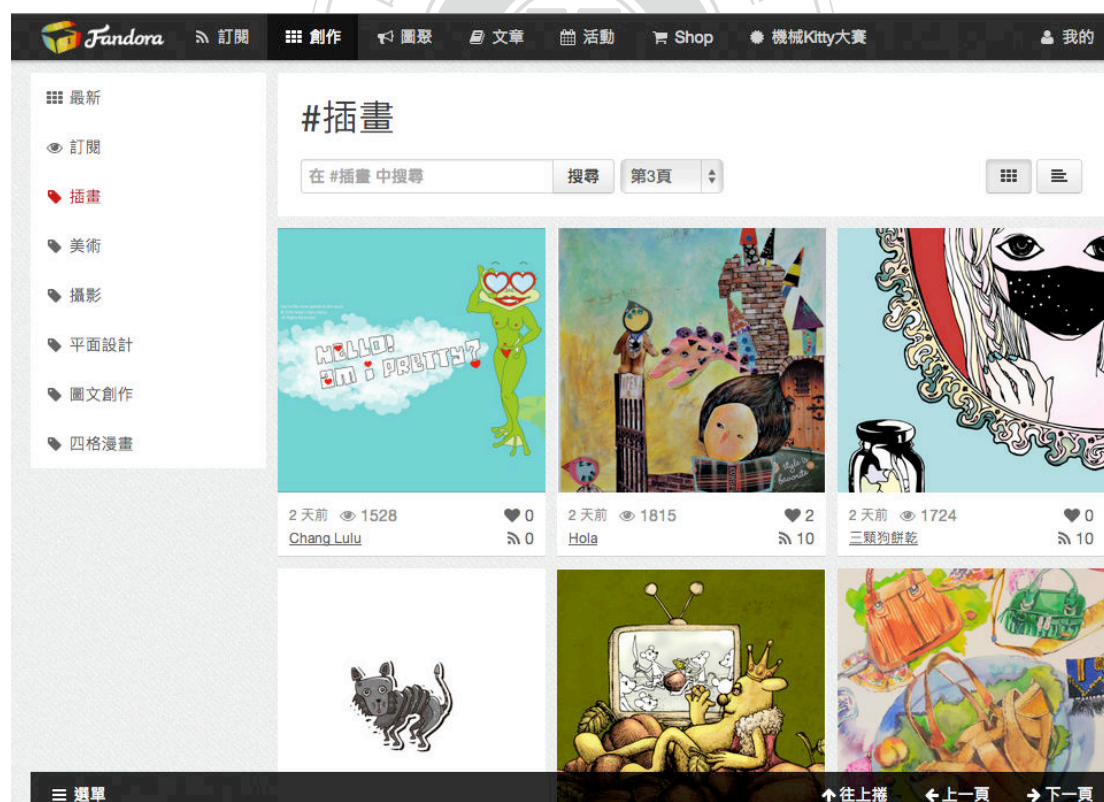 Fandora 訂閱 創作 圖聚 文章 活動 Shop 機械Kitty大賽 我的
最新
訂閱
插畫
美術
攝影
平面設計
圖文創作
四格漫畫
#插畫
在 #插畫 中搜尋 搜尋 第3頁
HELLO!
am i PRETTY?
style is
favorite
2 天前 1528 0
Chang Lulu 0
2 天前 1815 2
Hola 10
2 天前 1724 0
三顆狗餅乾 10
選單 往上捲 上一頁 下一頁